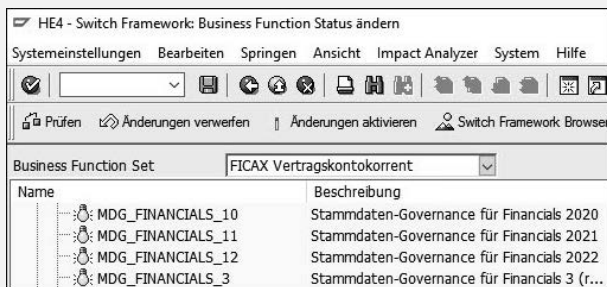 HE4 - Switch Framework: Business Function Status ändern
Systemeinstellungen Bearbeiten Springen Ansicht Impact Analyzer System Hilfe
Prüfen Änderungen verwerfen Änderungen aktivieren Switch Framework Browser
Business Function Set FICAX Vertragskontokorrent
Name Beschreibung
MDG_FINANCIALS_10 Stammdaten-Governance für Financials 2020
MDG_FINANCIALS_11 Stammdaten-Governance für Financials 2021
MDG_FINANCIALS_12 Stammdaten-Governance für Financials 2022
MDG_FINANCIALS_3 Stammdaten-Governance für Financials 3 (r...